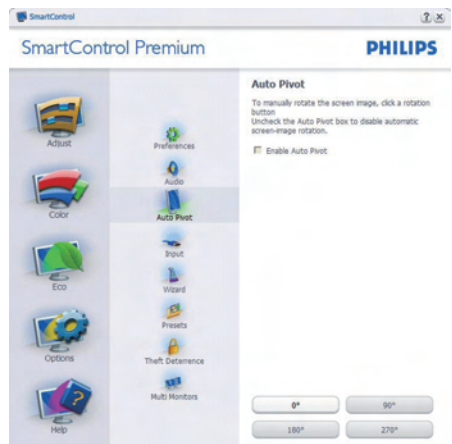 SmartControl
SmartControl Premium
PHILIPS
Adjust
Color
Eco
Options
Help
Preferences
Audio
Auto Pivot
Input
Wizard
Presets
Theft Deterrence
Multi Monitors
Auto Pivot
To manually rotate the screen image, click a rotation
button
Uncheck the Auto Pivot box to disable automatic
screen-image rotation.
Enable Auto Pivot
0°
90°
180°
270°